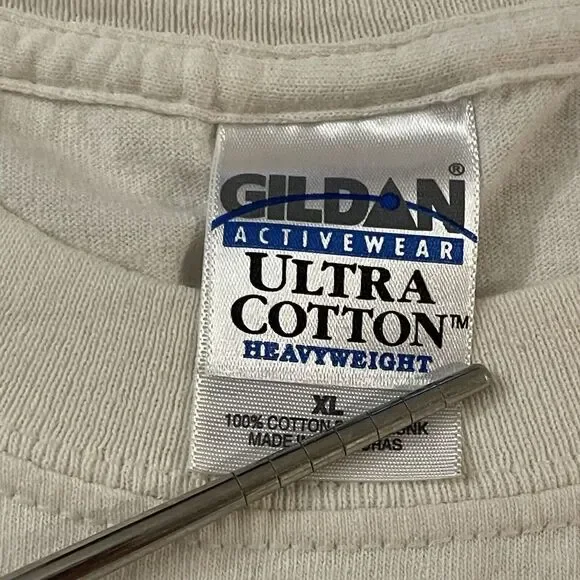 GILDAN®
ACTIVEWEAR
ULTRA
COTTON™
HEAVYWEIGHT
XL
100% COTTON
MADE